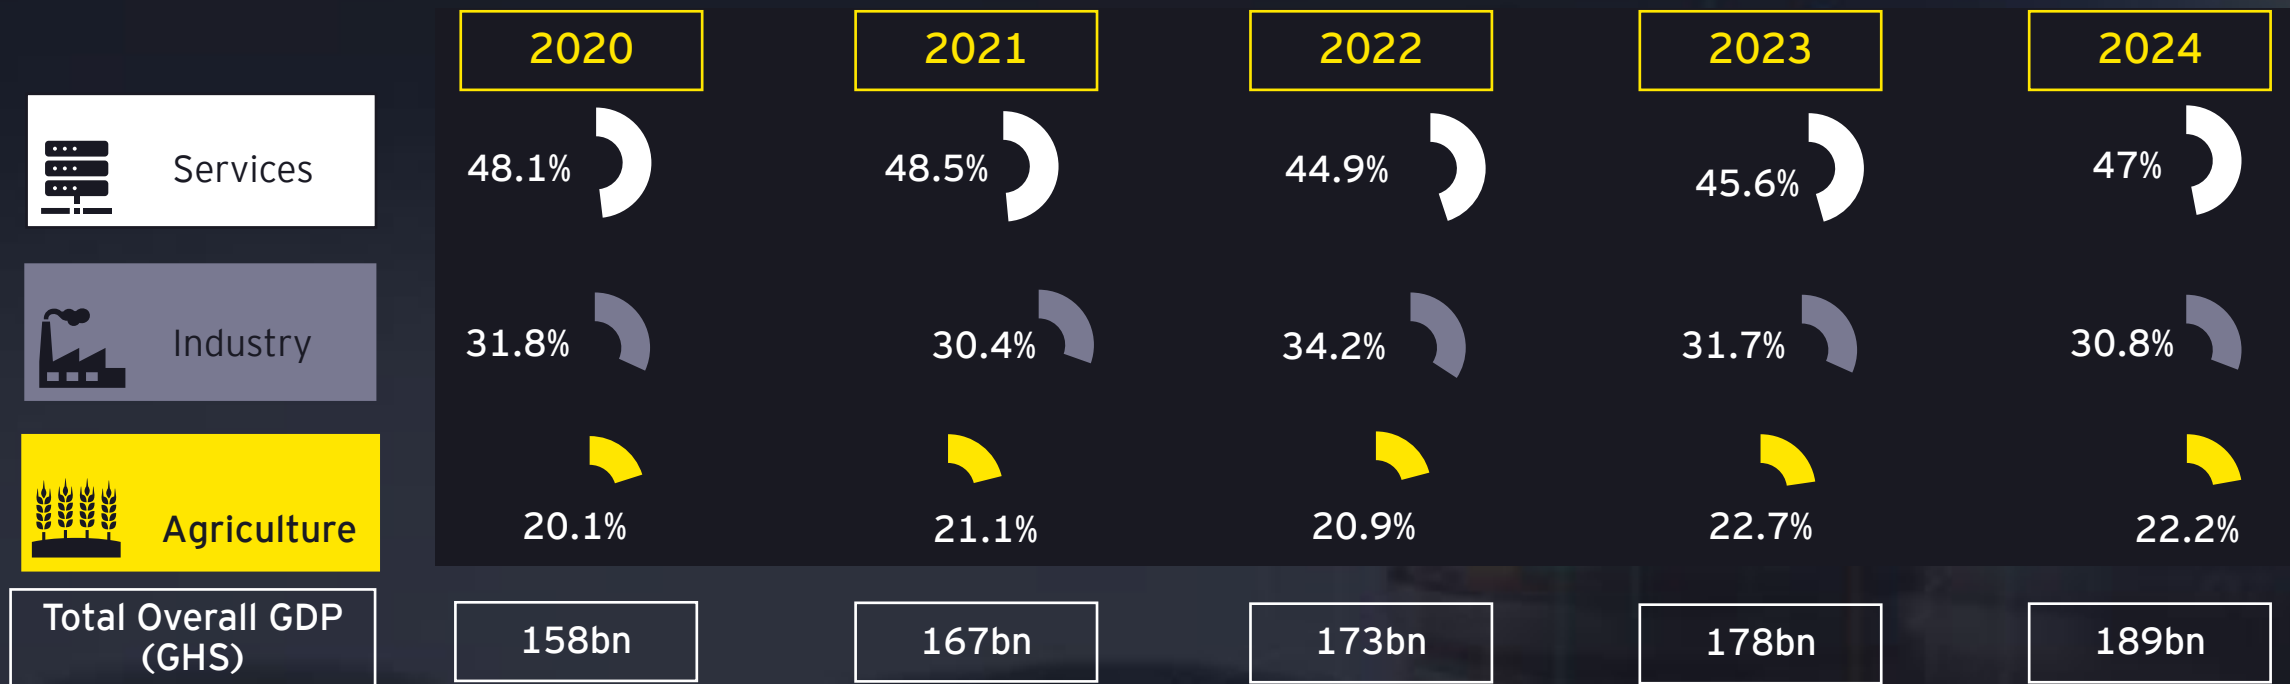 2020 2021 2022 2023 2024
Services 48.1% 48.5% 44.9% 45.6% 47%
Industry 31.8% 30.4% 34.2% 31.7% 30.8%
Agriculture 20.1% 21.1% 20.9% 22.7% 22.2%
Total Overall GDP
(GHS)
158bn 167bn 173bn 178bn 189bn